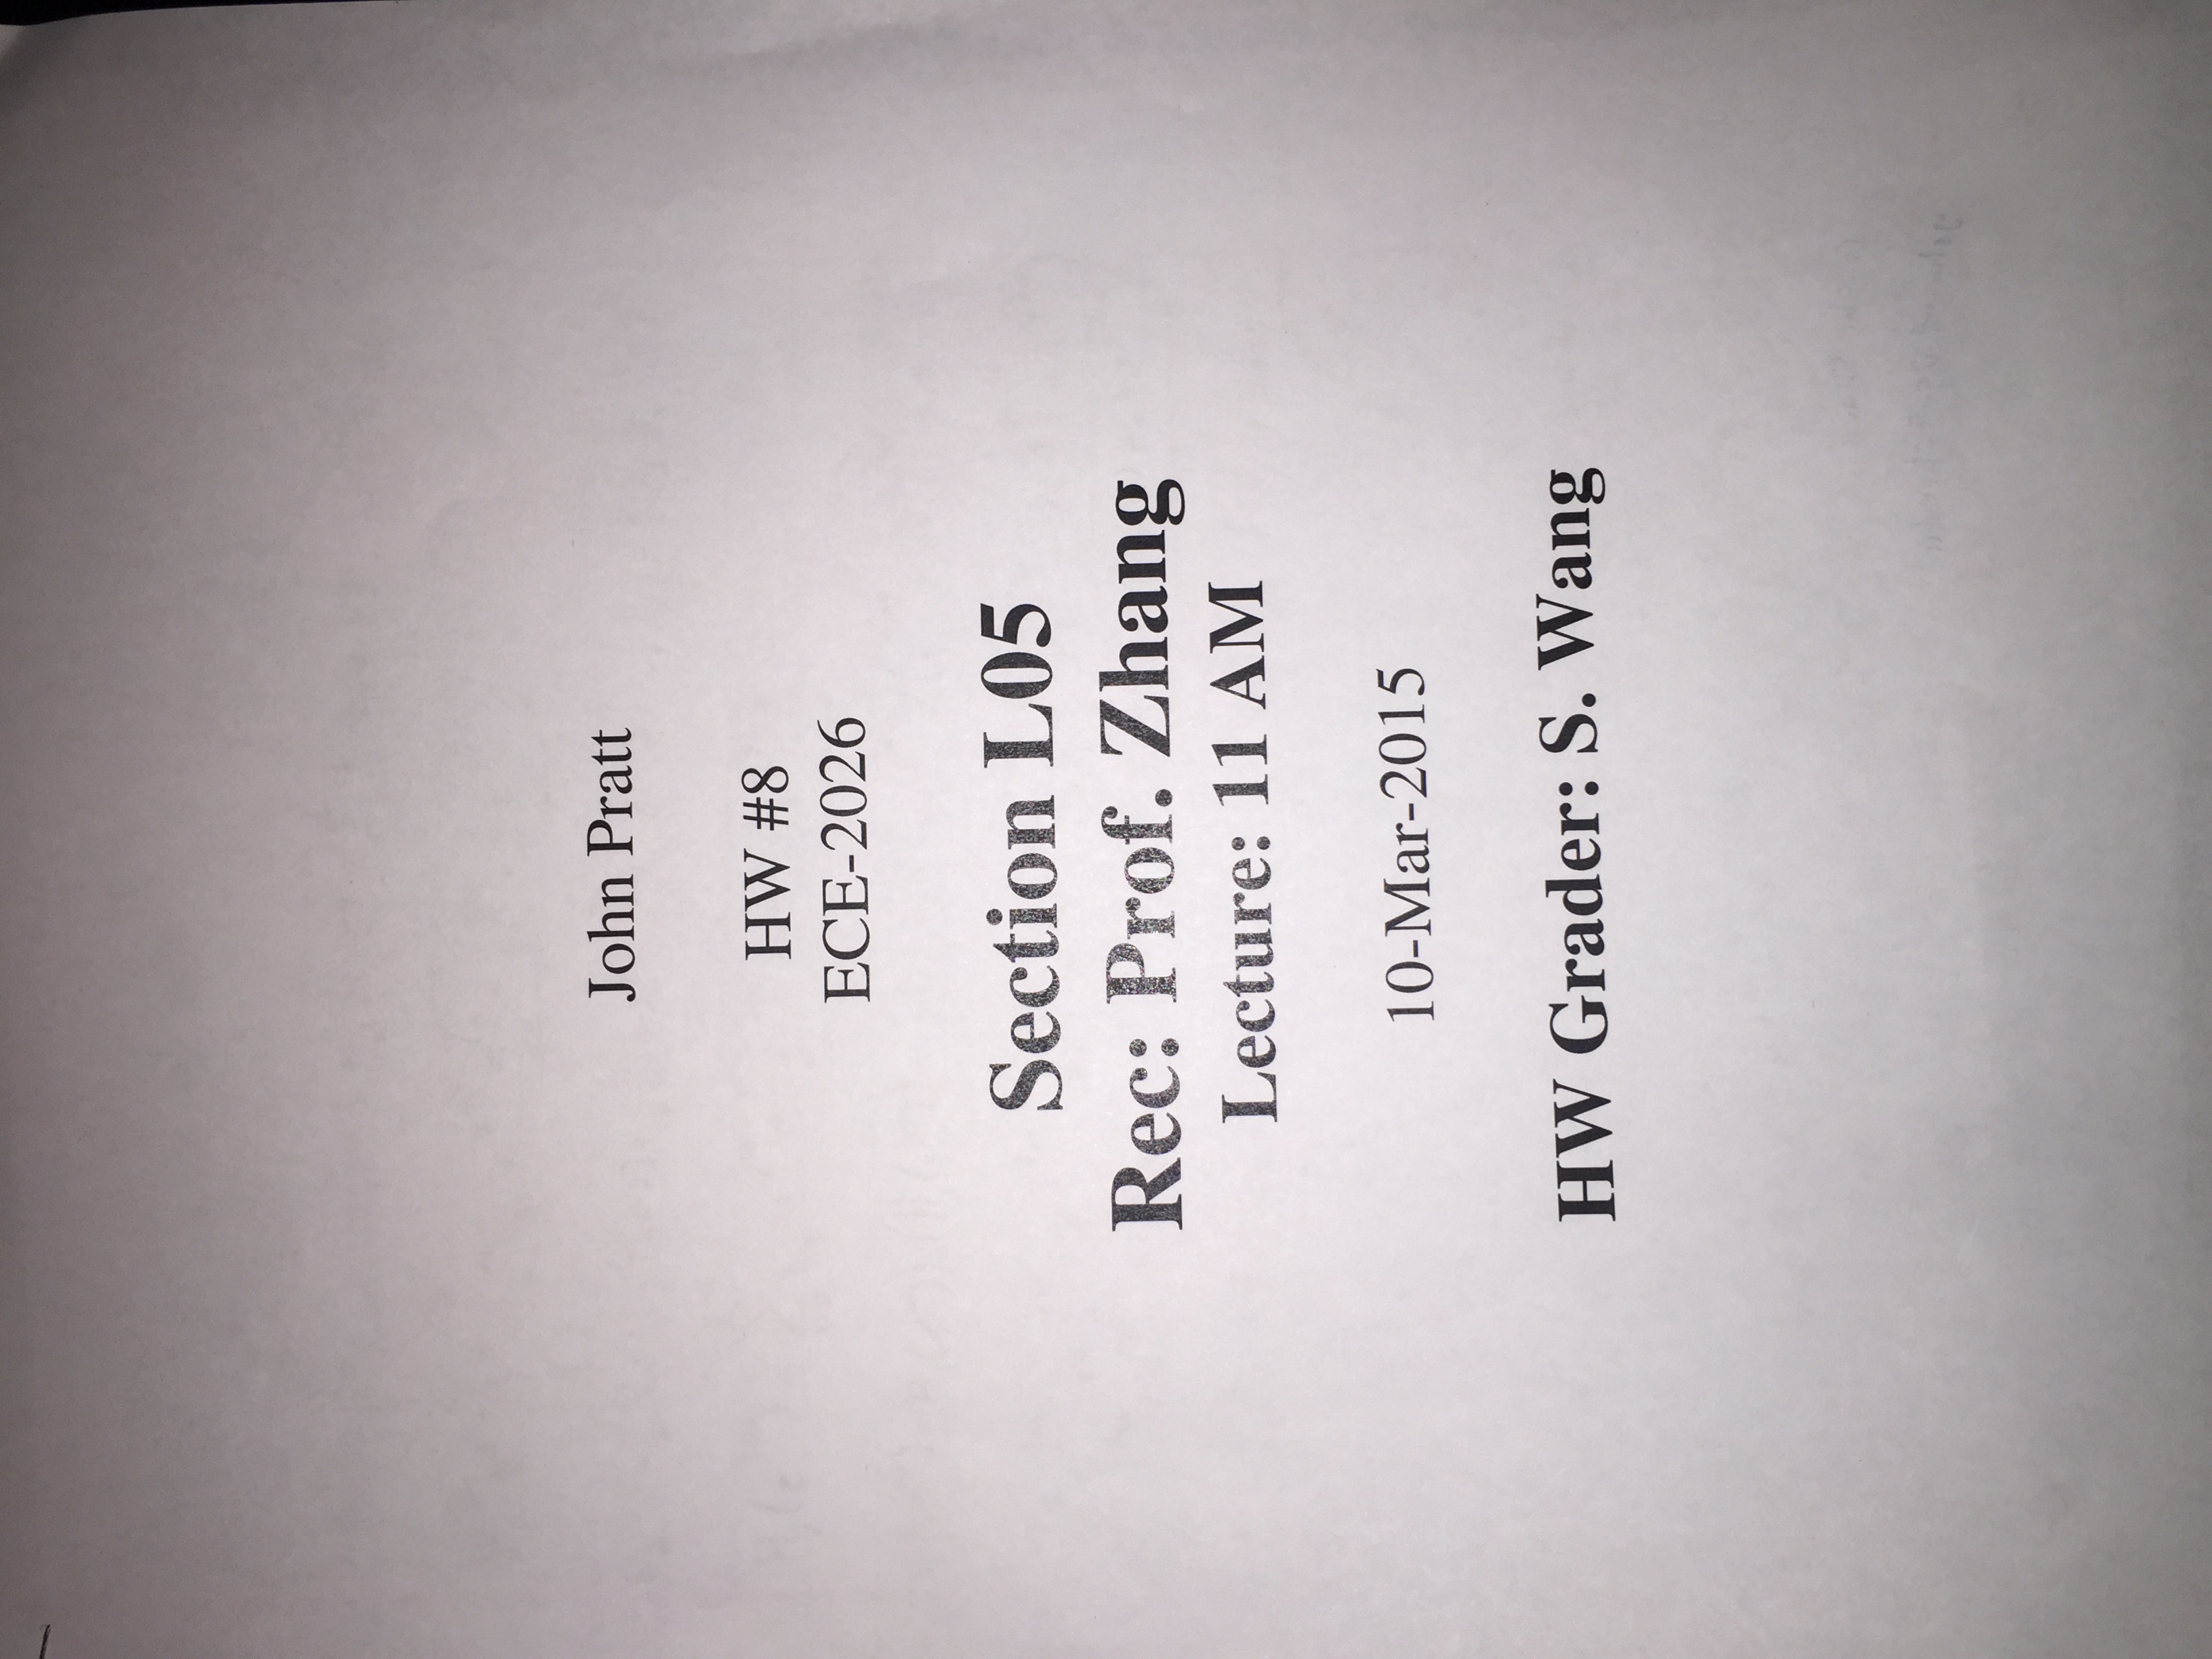 John Pratt
HW #8
ECE-2026
Section L05
Rec: Prof. Zhang
Lecture: 11 AM
10-Mar-2015
HW Grader: S. Wang